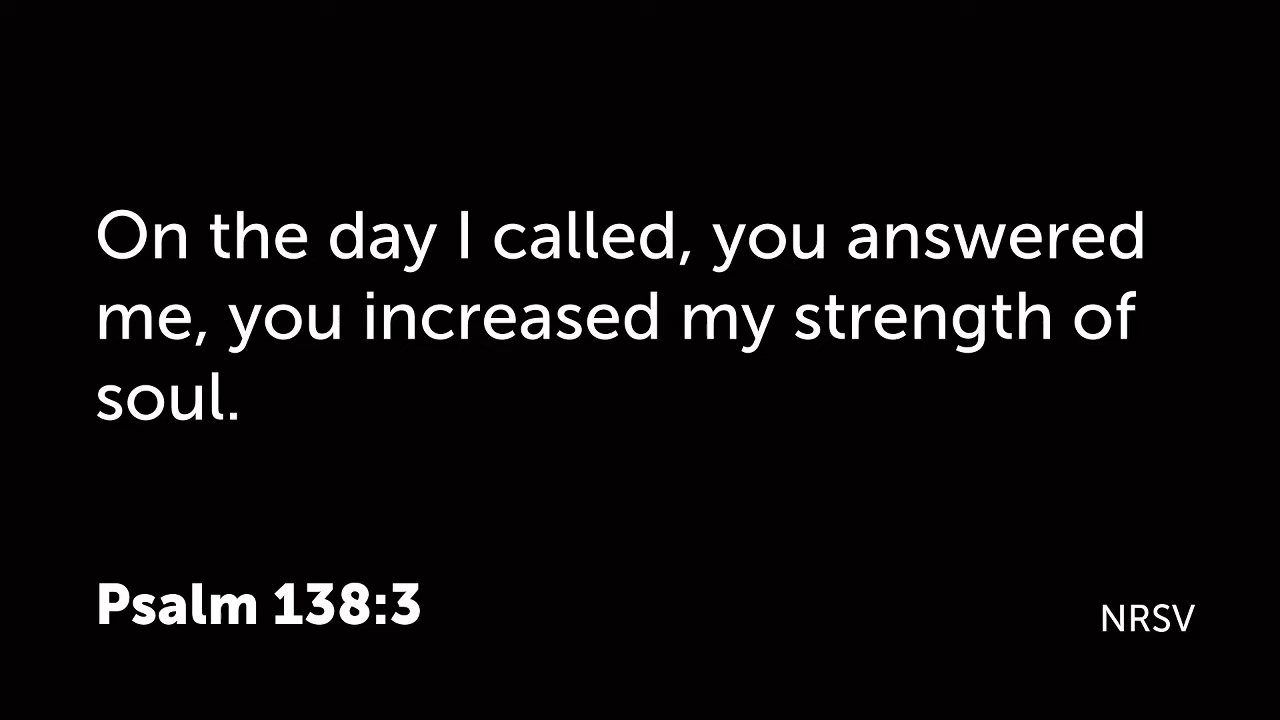 On the day I called, you answered
me, you increased my strength of
soul.
Psalm 138:3
NRSV